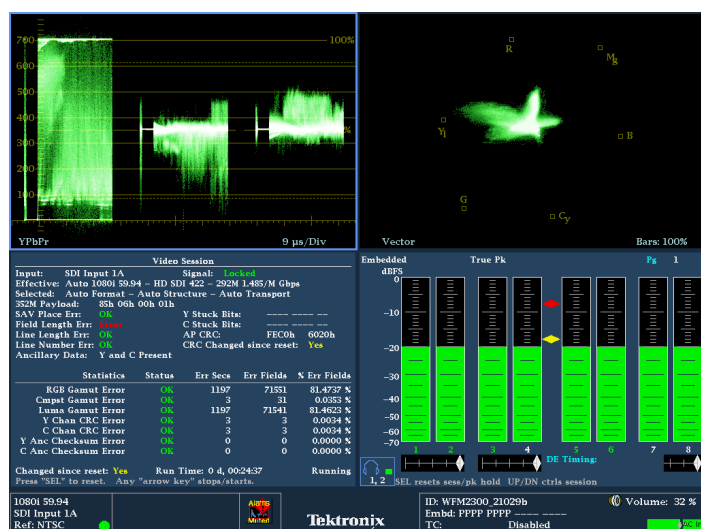 700
600
500
400
300
200
100
0
100%
%
YPbPr
9 µs/Div
R
Mg
Yl
B
G
Cy
Vector
Bars: 100%
Video Session
Input: SDI Input 1A Signal: Locked
Effective: Auto 1080i 59.94 – HD SDI 422 – 292M 1.485/M Gbps
Selected: Auto Format – Auto Structure – Auto Transport
352M Payload: 85h 06h 00h 01h
SAV Place Err: OK Y Stuck Bits: –––– –––– ––
Field Length Err: Error C Stuck Bits: –––– –––– ––
Line Length Err: OK AP CRC: FEC0h 6020h
Line Number Err: OK CRC Changed since reset: Yes
Ancillary Data: Y and C Present
Statistics Status Err Secs Err Fields % Err Fields
RGB Gamut Error OK 1197 71551 81.4737 %
Cmpst Gamut Error OK 3 31 0.0353 %
Luma Gamut Error OK 1197 71541 81.4623 %
Y Chan CRC Error OK 3 3 0.0034 %
C Chan CRC Error OK 3 3 0.0034 %
Y Anc Checksum Error OK 0 0 0.0000 %
C Anc Checksum Error OK 0 0 0.0000 %
Changed since reset: Yes Run Time: 0 d, 00:24:37 Running
Press "SEL" to reset. Any "arrow key" stops/starts.
Embedded True Pk Pg 1
dBFS
0
–10
–20
–30
–40
–50
–60
–70
1 2 3 4 5 6 7 8
DE Timing:
1, 2
SEL resets sess/pk hold UP/DN ctrls session
1080i 59.94
SDI Input 1A
Ref: NTSC
Alarms
Muted
Tektronix
ID: WFM2300_21029b
Embd: PPPP PPPP –––– ––––
TC: Disabled
Volume: 32 %
AC In